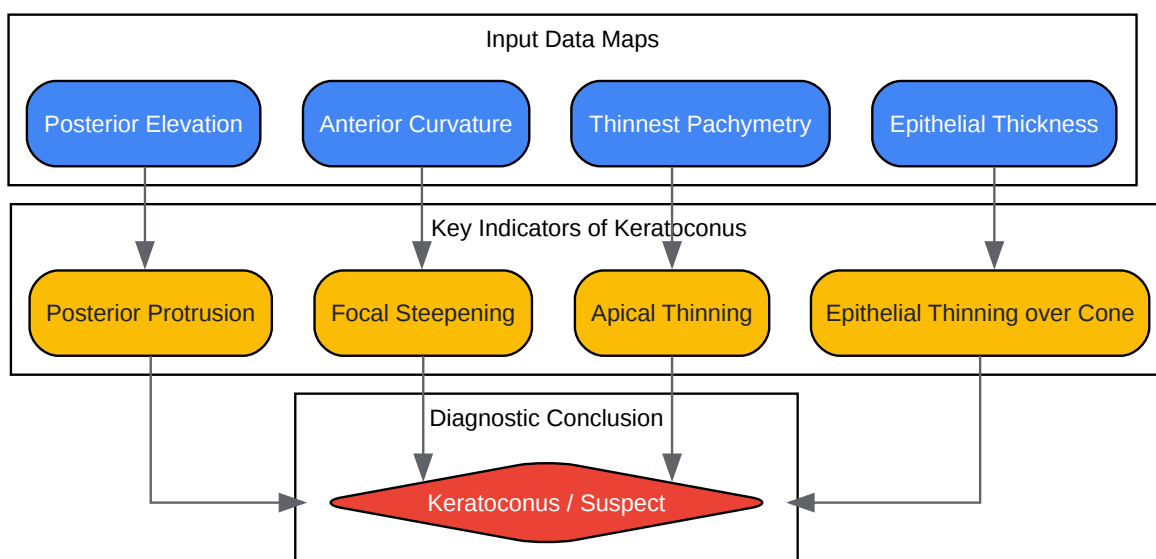 Input Data Maps
Posterior Elevation
Anterior Curvature
Thinnest Pachymetry
Epithelial Thickness
Key Indicators of Keratoconus
Posterior Protrusion
Focal Steepening
Apical Thinning
Epithelial Thinning over Cone
Diagnostic Conclusion
Keratoconus / Suspect